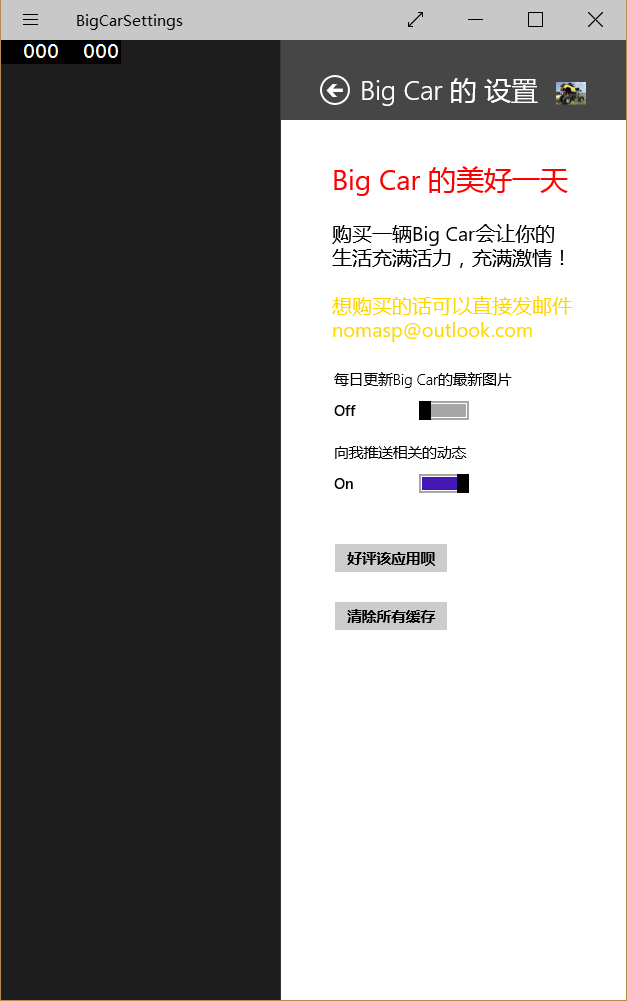 BigCarSettings
000 000
Big Car 的 设置
Big Car 的美好一天
购买一辆Big Car会让你的
生活充满活力，充满激情！
想购买的话可以直接发邮件
nomasp@outlook.com
每日更新Big Car的最新图片
Off
向我推送相关的动态
On
好评该应用呗
清除所有缓存